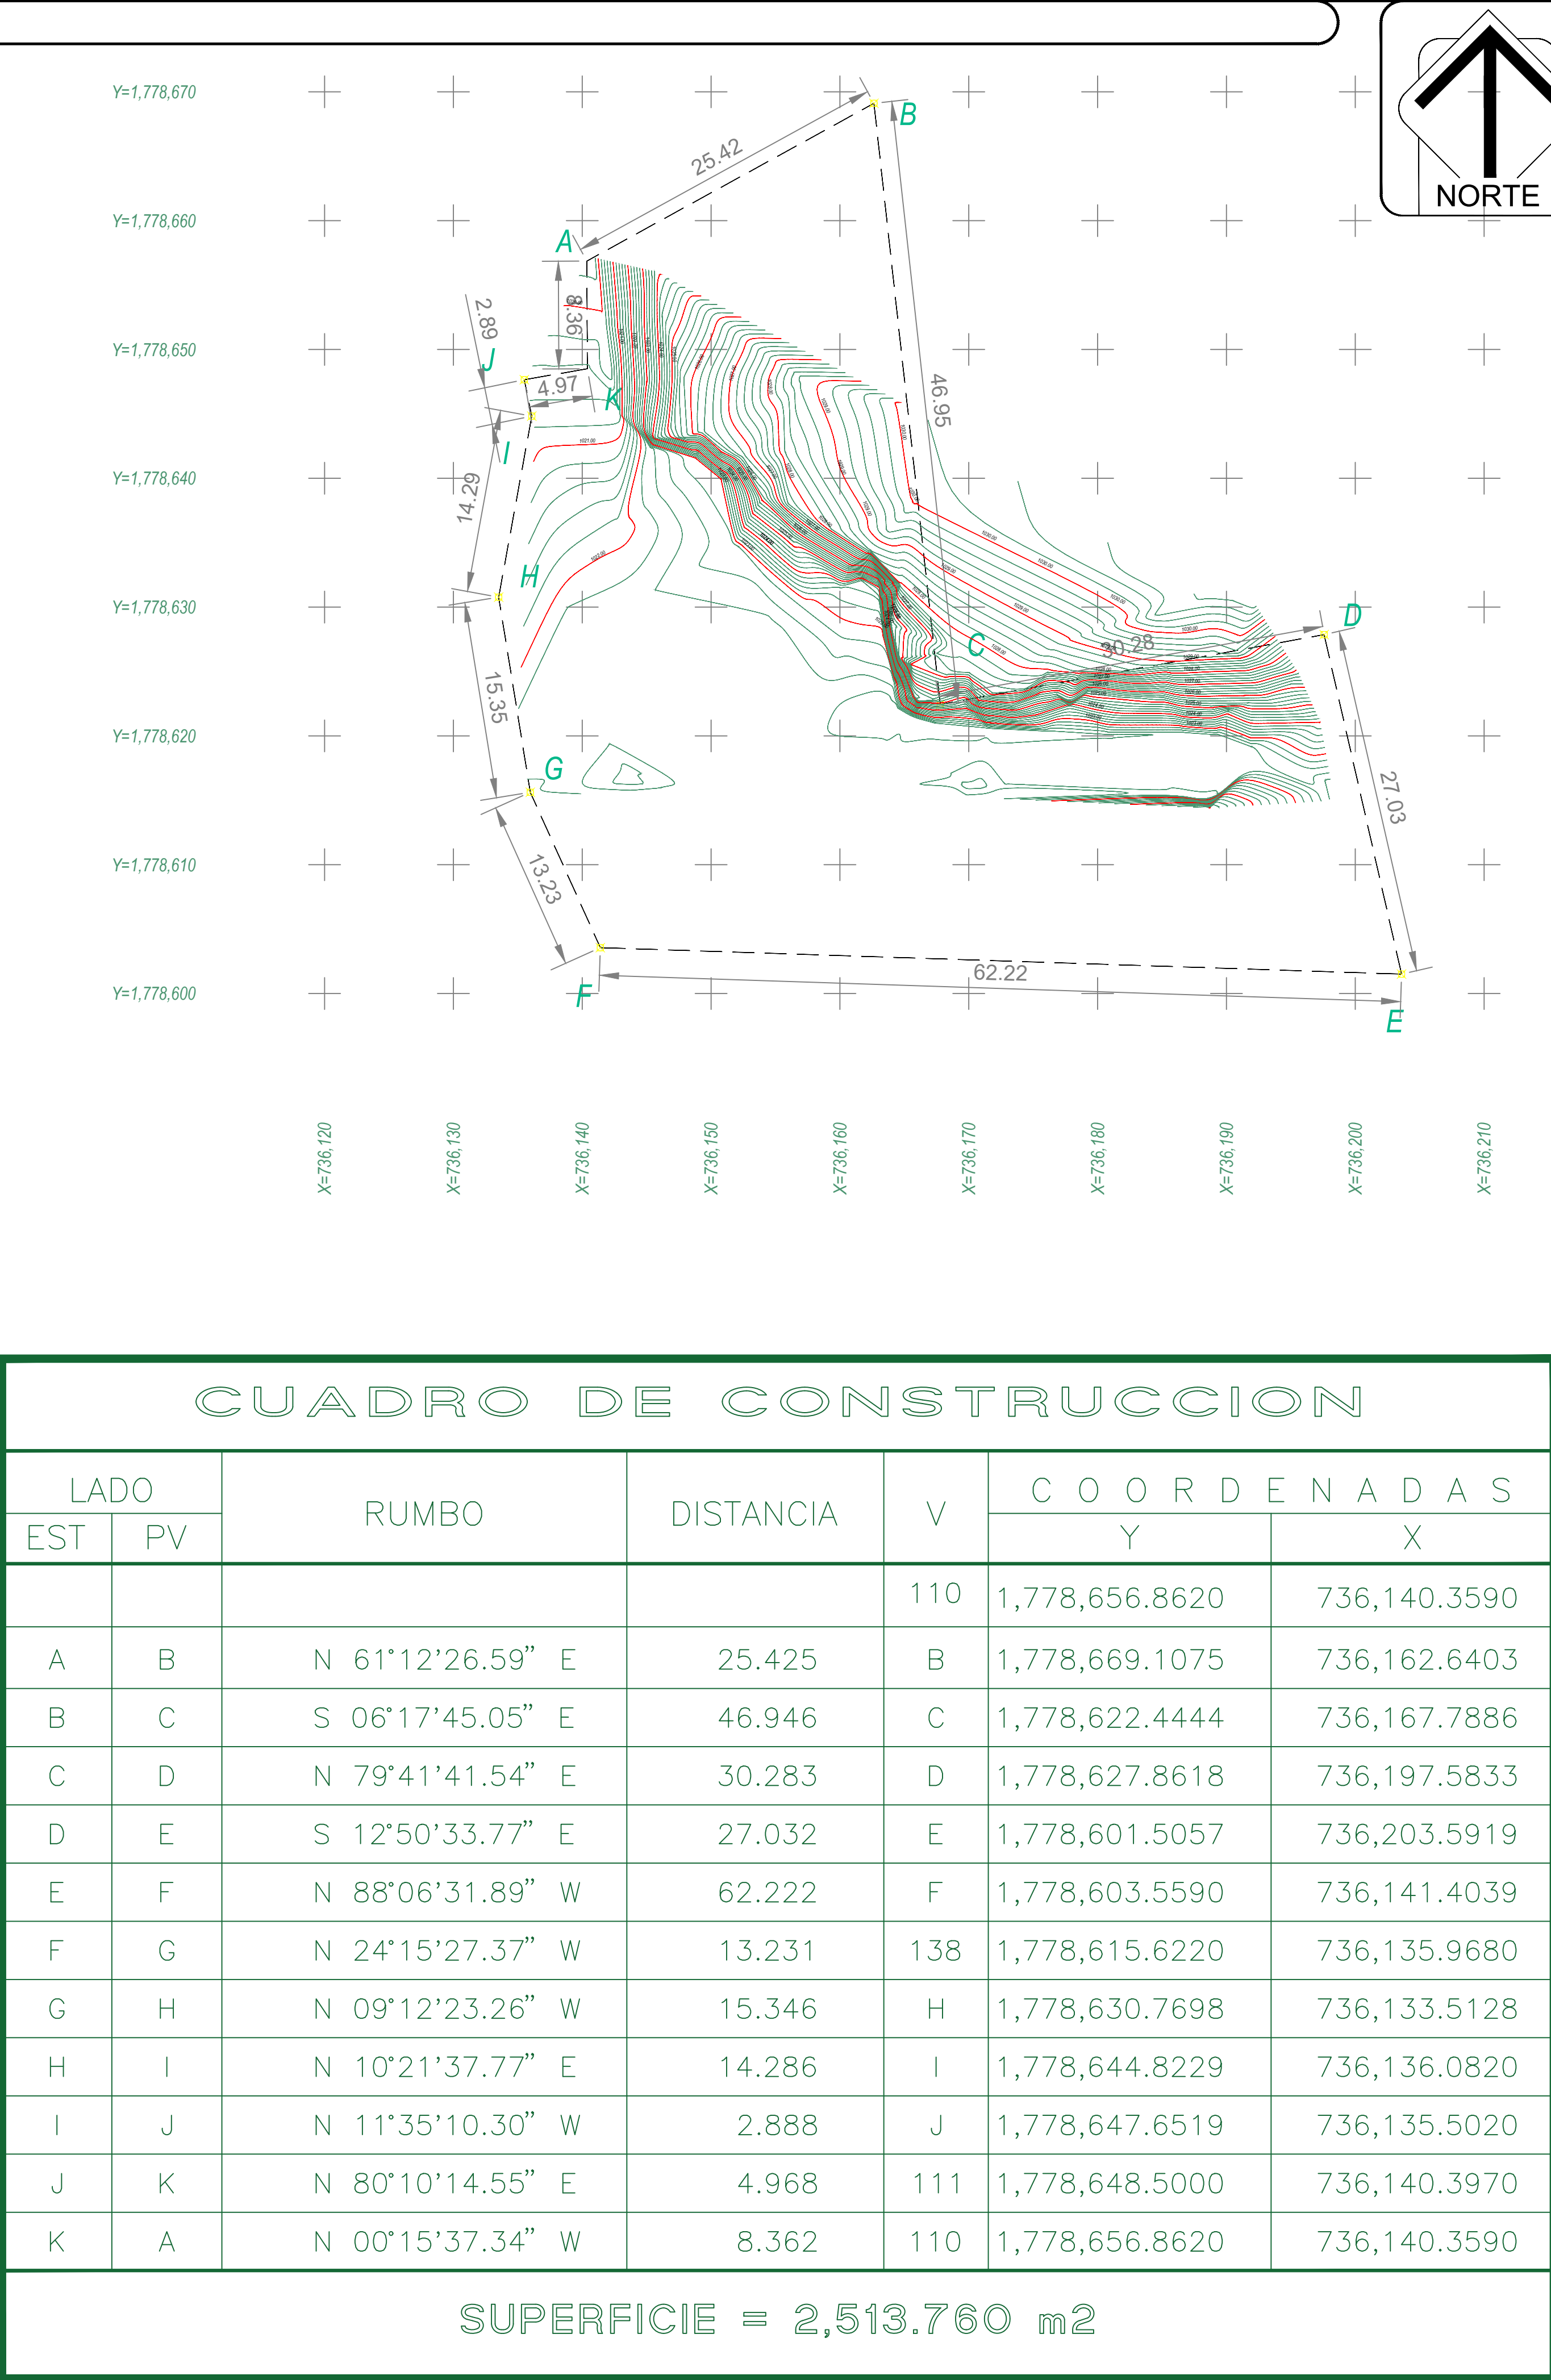 NORTE
Y=1,778,670
B
25.42
Y=1,778,660
A
8.36
2.89
Y=1,778,650
J
4.97
K
46.95
I
Y=1,778,640
14.29
H
Y=1,778,630
D
C
30.28
15.35
Y=1,778,620
G
27.03
Y=1,778,610
13.23
62.22
Y=1,778,600
F
E
X=736,120
X=736,130
X=736,140
X=736,150
X=736,160
X=736,170
X=736,180
X=736,190
X=736,200
X=736,210
CUADRO DE CONSTRUCCION
LADO RUMBO DISTANCIA V COORDENADAS
EST PV Y X
110 1,778,656.8620 736,140.3590
A B N 61°12'26.59" E 25.425 B 1,778,669.1075 736,162.6403
B C S 06°17'45.05" E 46.946 C 1,778,622.4444 736,167.7886
C D N 79°41'41.54" E 30.283 D 1,778,627.8618 736,197.5833
D E S 12°50'33.77" E 27.032 E 1,778,601.5057 736,203.5919
E F N 88°06'31.89" W 62.222 F 1,778,603.5590 736,141.4039
F G N 24°15'27.37" W 13.231 138 1,778,615.6220 736,135.9680
G H N 09°12'23.26" W 15.346 H 1,778,630.7698 736,133.5128
H I N 10°21'37.77" E 14.286 I 1,778,644.8229 736,136.0820
I J N 11°35'10.30" W 2.888 J 1,778,647.6519 736,135.5020
J K N 80°10'14.55" E 4.968 111 1,778,648.5000 736,140.3970
K A N 00°15'37.34" W 8.362 110 1,778,656.8620 736,140.3590
SUPERFICIE = 2,513.760 m2